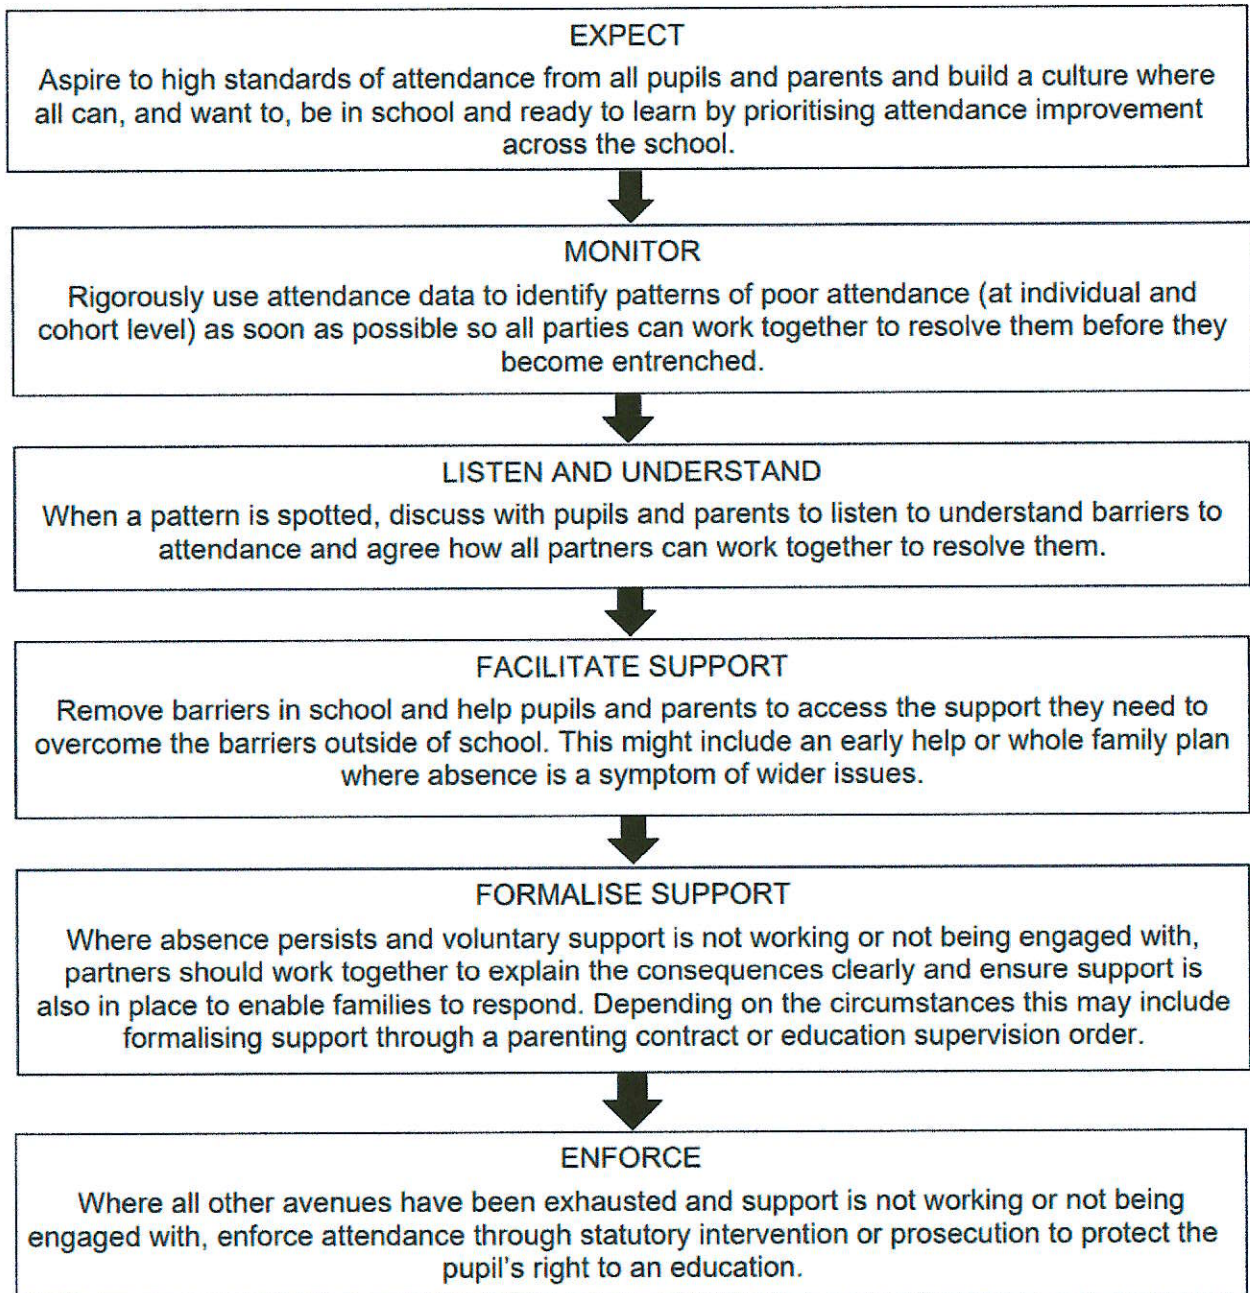 EXPECT
Aspire to high standards of attendance from all pupils and parents and build a culture where
all can, and want to, be in school and ready to learn by prioritising attendance improvement
across the school.
MONITOR
Rigorously use attendance data to identify patterns of poor attendance (at individual and
cohort level) as soon as possible so all parties can work together to resolve them before they
become entrenched.
LISTEN AND UNDERSTAND
When a pattern is spotted, discuss with pupils and parents to listen to understand barriers to
attendance and agree how all partners can work together to resolve them.
FACILITATE SUPPORT
Remove barriers in school and help pupils and parents to access the support they need to
overcome the barriers outside of school. This might include an early help or whole family plan
where absence is a symptom of wider issues.
FORMALISE SUPPORT
Where absence persists and voluntary support is not working or not being engaged with,
partners should work together to explain the consequences clearly and ensure support is
also in place to enable families to respond. Depending on the circumstances this may include
formalising support through a parenting contract or education supervision order.
ENFORCE
Where all other avenues have been exhausted and support is not working or not being
engaged with, enforce attendance through statutory intervention or prosecution to protect the
pupil's right to an education.